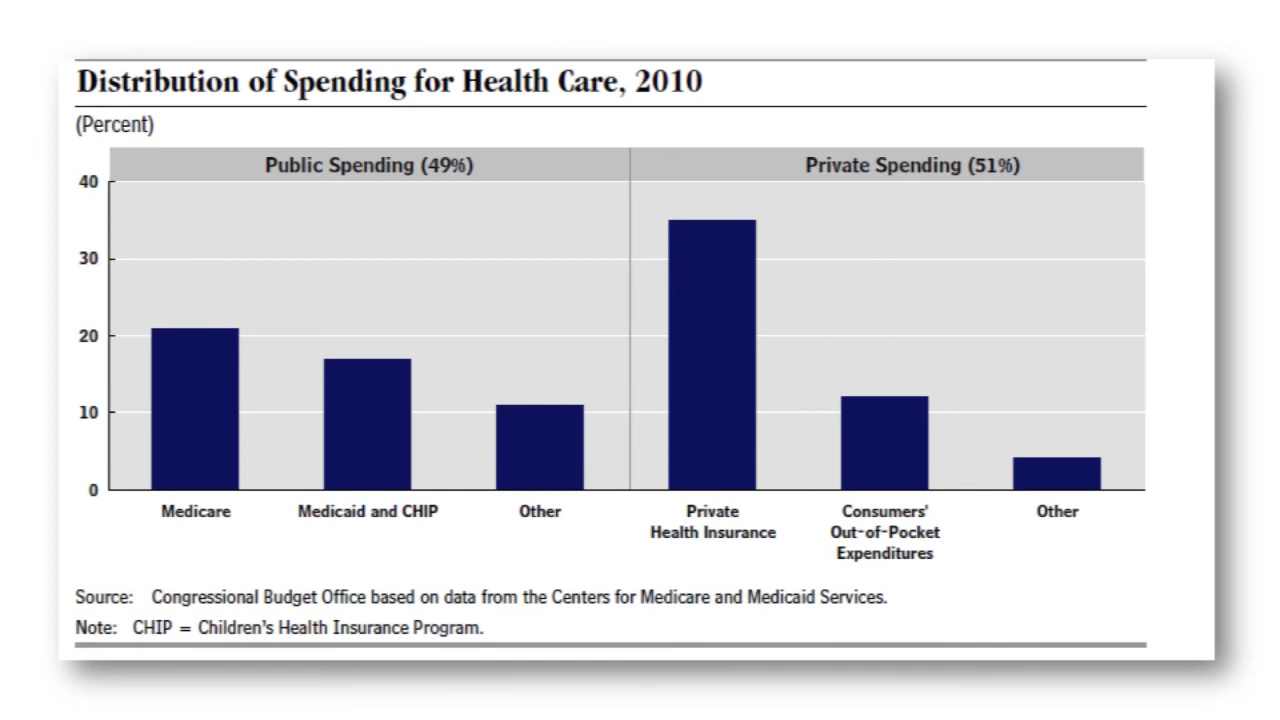 Distribution of Spending for Health Care, 2010
(Percent)
Public Spending (49%)
Private Spending (51%)
40
30
20
10
0
Medicare
Medicaid and CHIP
Other
Private
Health Insurance
Consumers'
Out-of-Pocket
Expenditures
Other
Source: Congressional Budget Office based on data from the Centers for Medicare and Medicaid Services.
Note: CHIP = Children's Health Insurance Program.